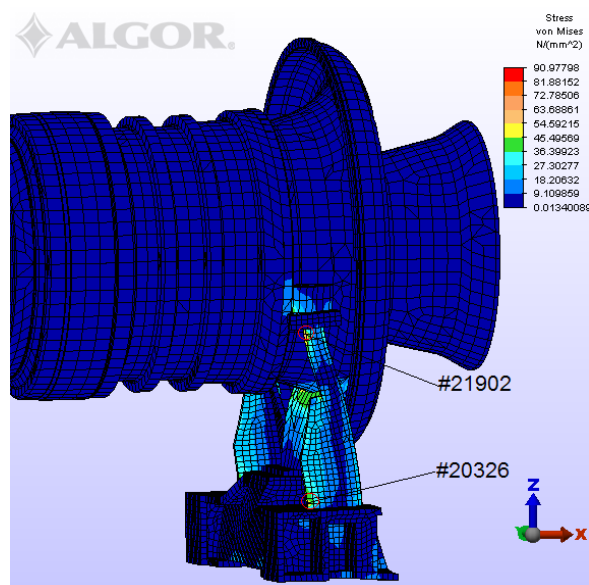 ALGOR®
Stress
von Mises
N/(mm^2)
90.97798
81.88152
72.78506
63.68861
54.59215
45.49569
36.39923
27.30277
18.20632
9.109859
0.01340089
#21902
#20326
Z
X